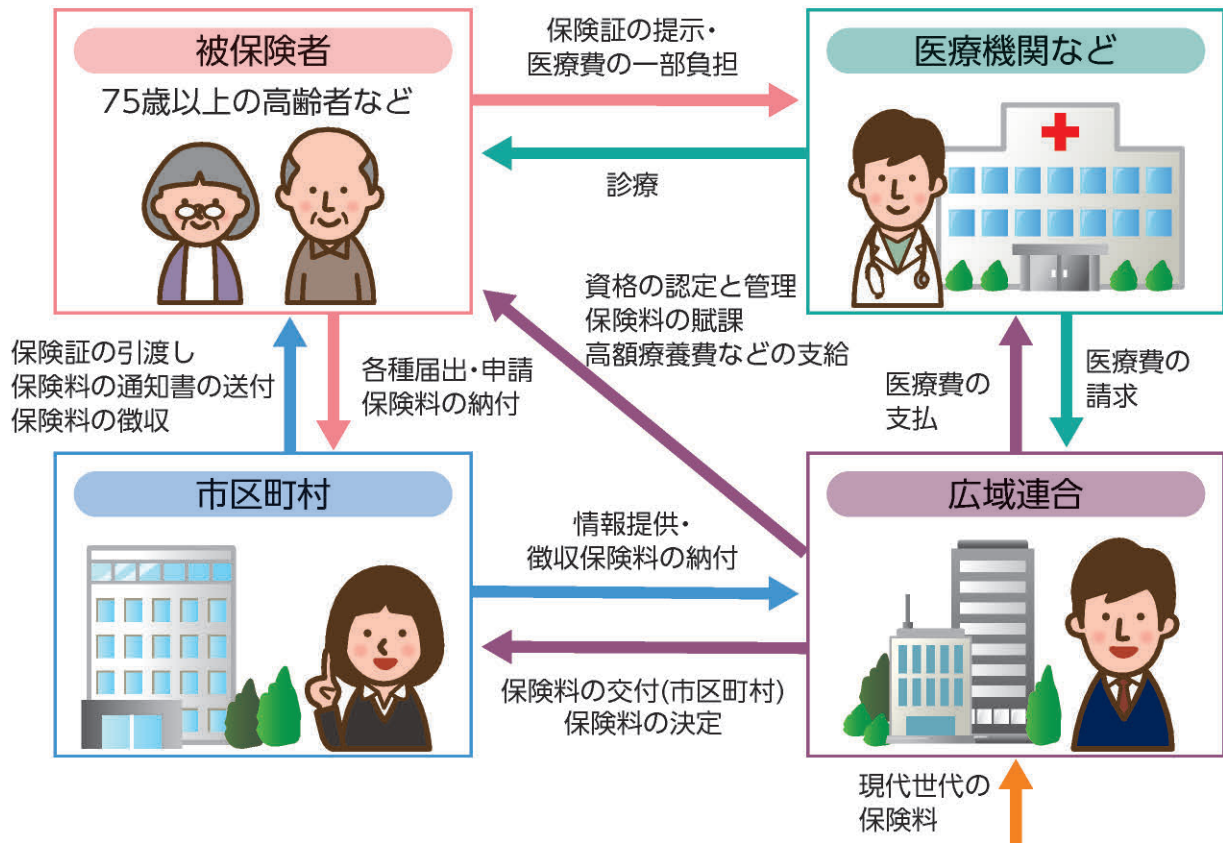 被保険者
75歳以上の高齢者など
保険証の提示・
医療費の一部負担
医療機関など
診療
資格の認定と管理
保険料の賦課
高額療養費などの支給
保険証の引渡し
保険料の通知書の送付
保険料の徴収
各種届出・申請
保険料の納付
医療費の
支払
医療費の
請求
市区町村
情報提供・
徴収保険料の納付
広域連合
保険料の交付(市区町村)
保険料の決定
現代世代の
保険料